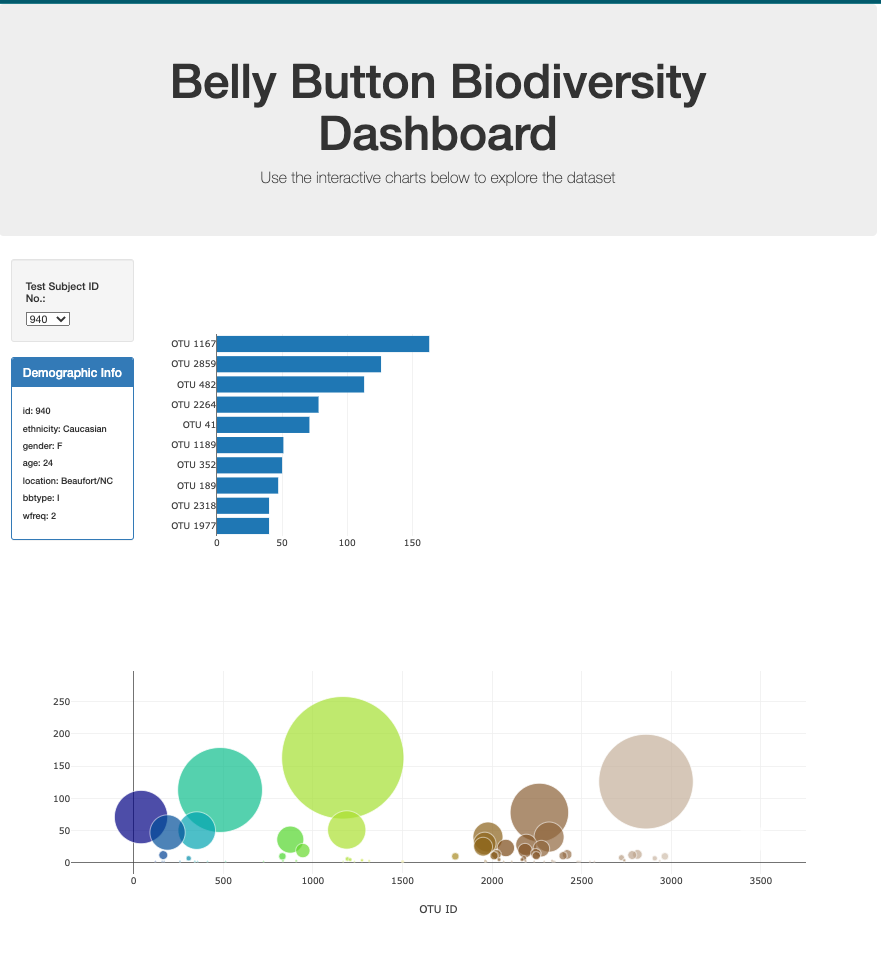 Belly Button Biodiversity
Dashboard
Use the interactive charts below to explore the dataset
Test Subject ID
No.:
940
Demographic Info
id: 940
ethnicity: Caucasian
gender: F
age: 24
location: Beaufort/NC
bbtype: I
wfreq: 2
OTU 1167
OTU 2859
OTU 482
OTU 2264
OTU 41
OTU 1189
OTU 352
OTU 189
OTU 2318
OTU 1977
0 50 100 150
250
200
150
100
50
0
0 500 1000 1500 2000 2500 3000 3500
OTU ID